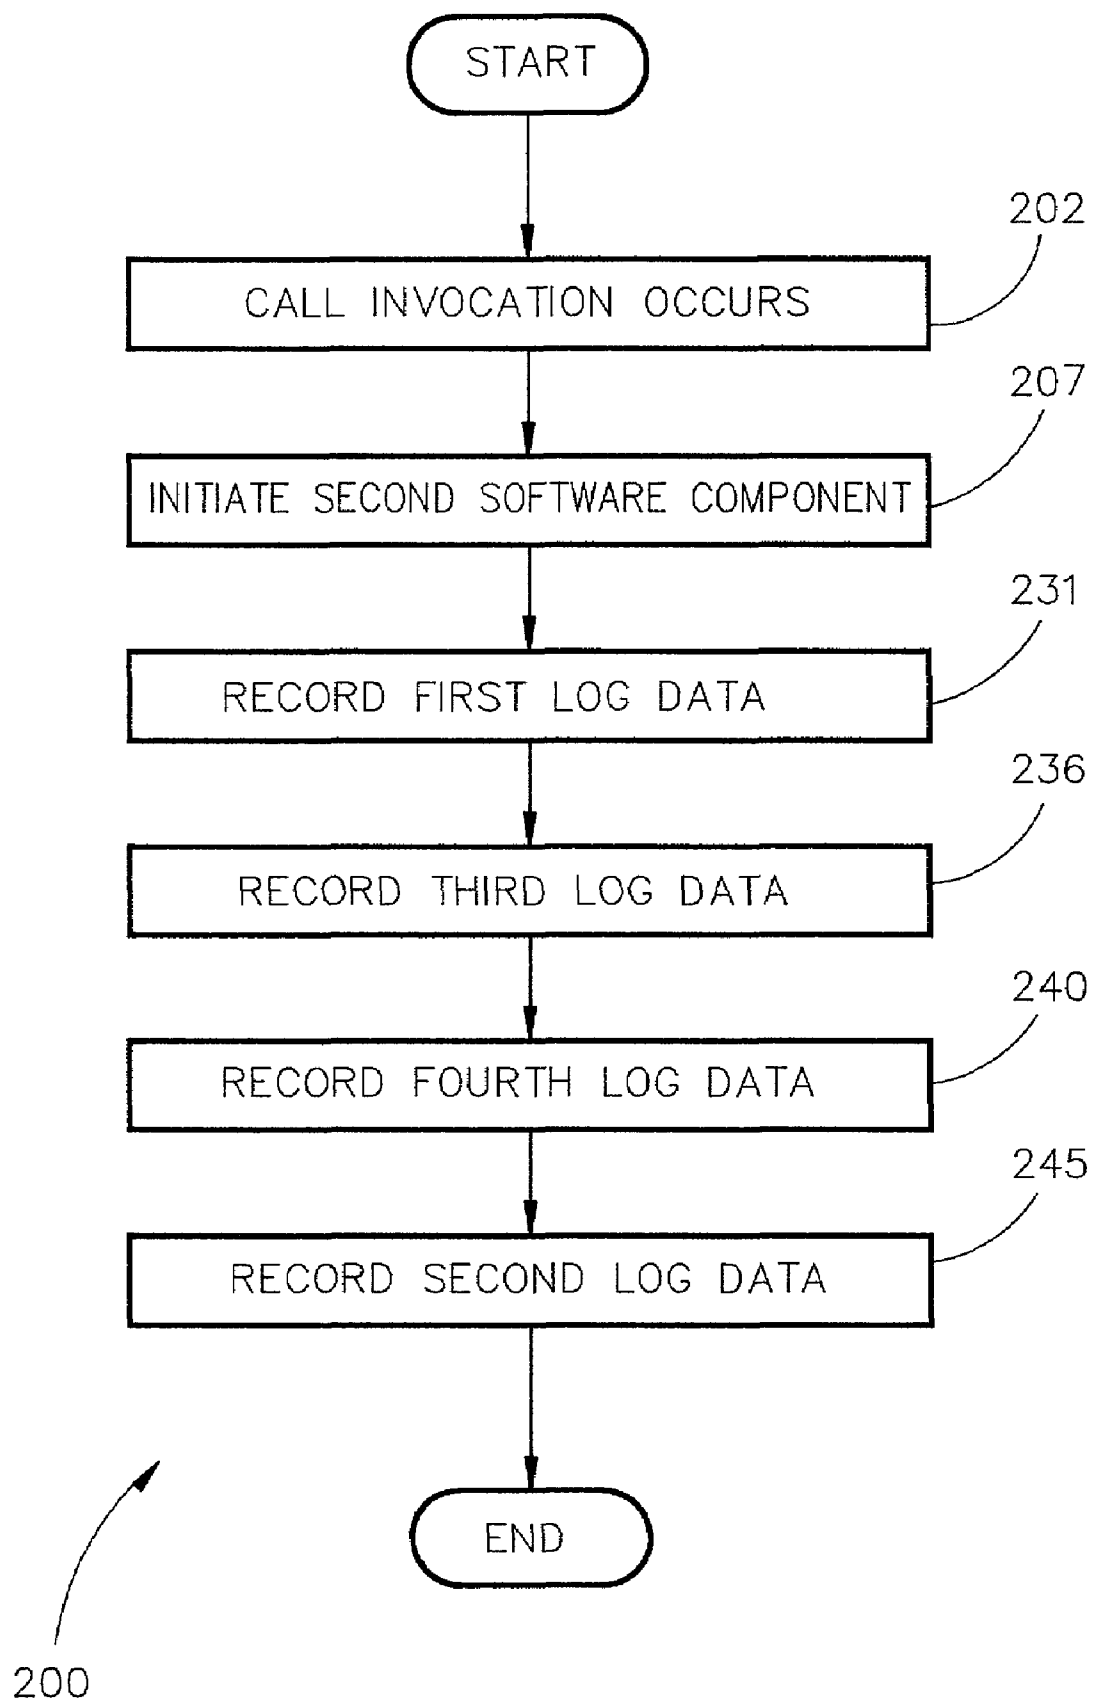 START
202
CALL INVOCATION OCCURS
207
INITIATE SECOND SOFTWARE COMPONENT
231
RECORD FIRST LOG DATA
236
RECORD THIRD LOG DATA
240
RECORD FOURTH LOG DATA
245
RECORD SECOND LOG DATA
END
200